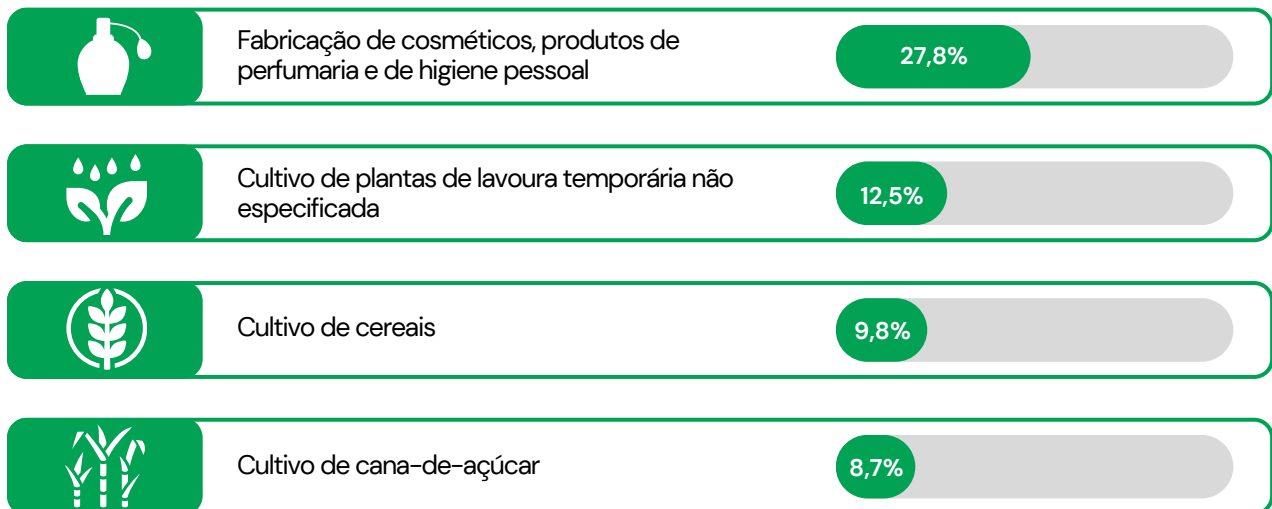 Fabricação de cosméticos, produtos de
perfumaria e de higiene pessoal
27,8%
Cultivo de plantas de lavoura temporária não
especificada
12,5%
Cultivo de cereais
9,8%
Cultivo de cana-de-açúcar
8,7%